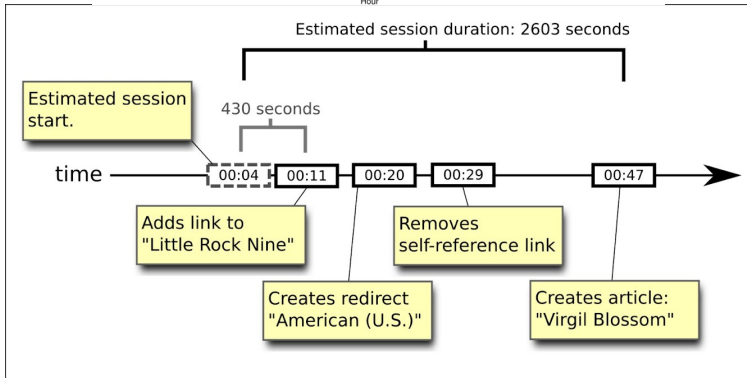 Hour
Estimated session duration: 2603 seconds
Estimated session
start.
430 seconds
time
00:04
00:11
00:20
00:29
00:47
Adds link to
"Little Rock Nine"
Removes
self-reference link
Creates redirect
"American (U.S.)"
Creates article:
"Virgil Blossom"